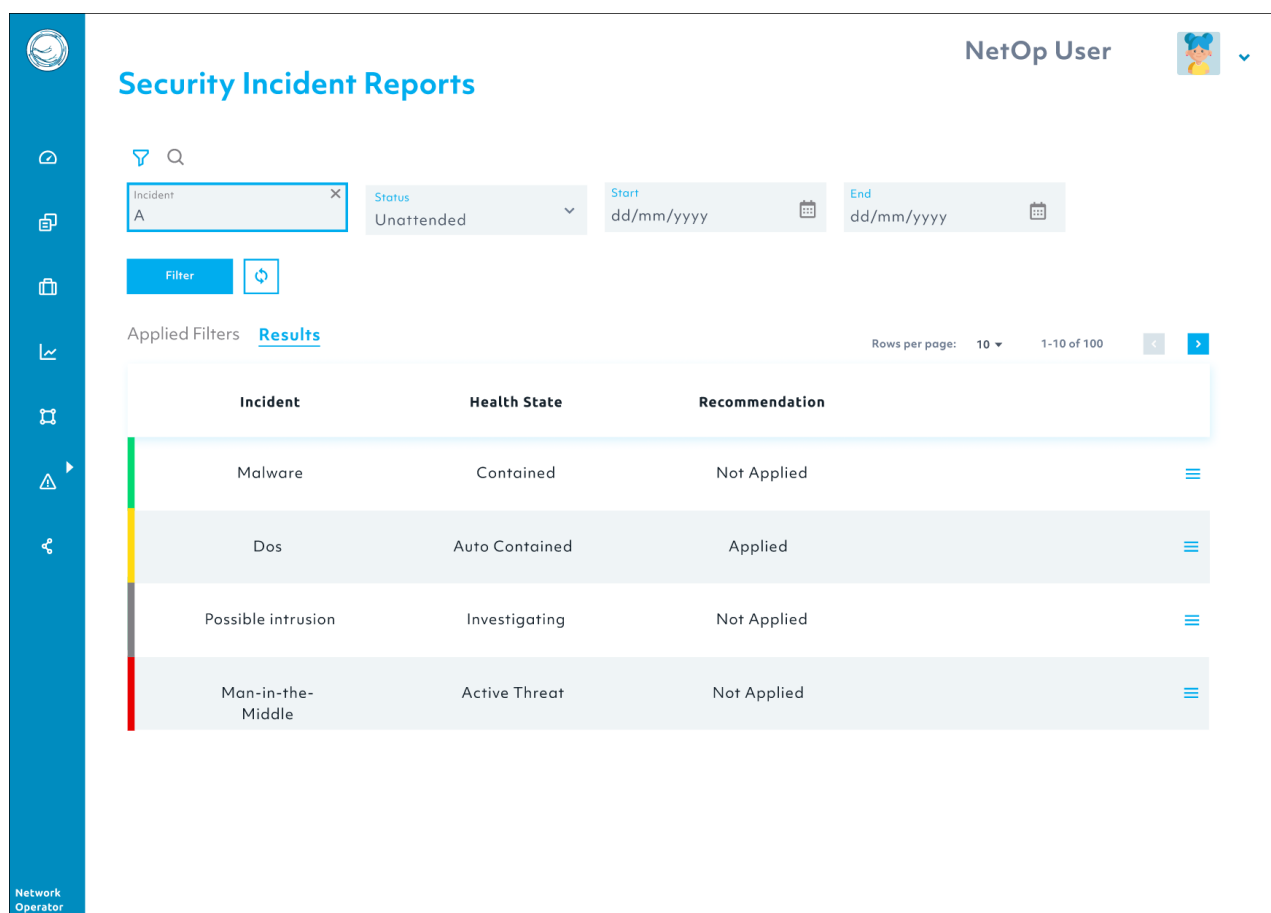 NetOp User
Security Incident Reports
Incident
A
Status
Unattended
Start
dd/mm/yyyy
End
dd/mm/yyyy
Filter
Applied Filters Results
Rows per page: 10 1-10 of 100
Incident Health State Recommendation
Malware Contained Not Applied
Dos Auto Contained Applied
Possible intrusion Investigating Not Applied
Man-in-the- Active Threat Not Applied
Middle
Network
Operator